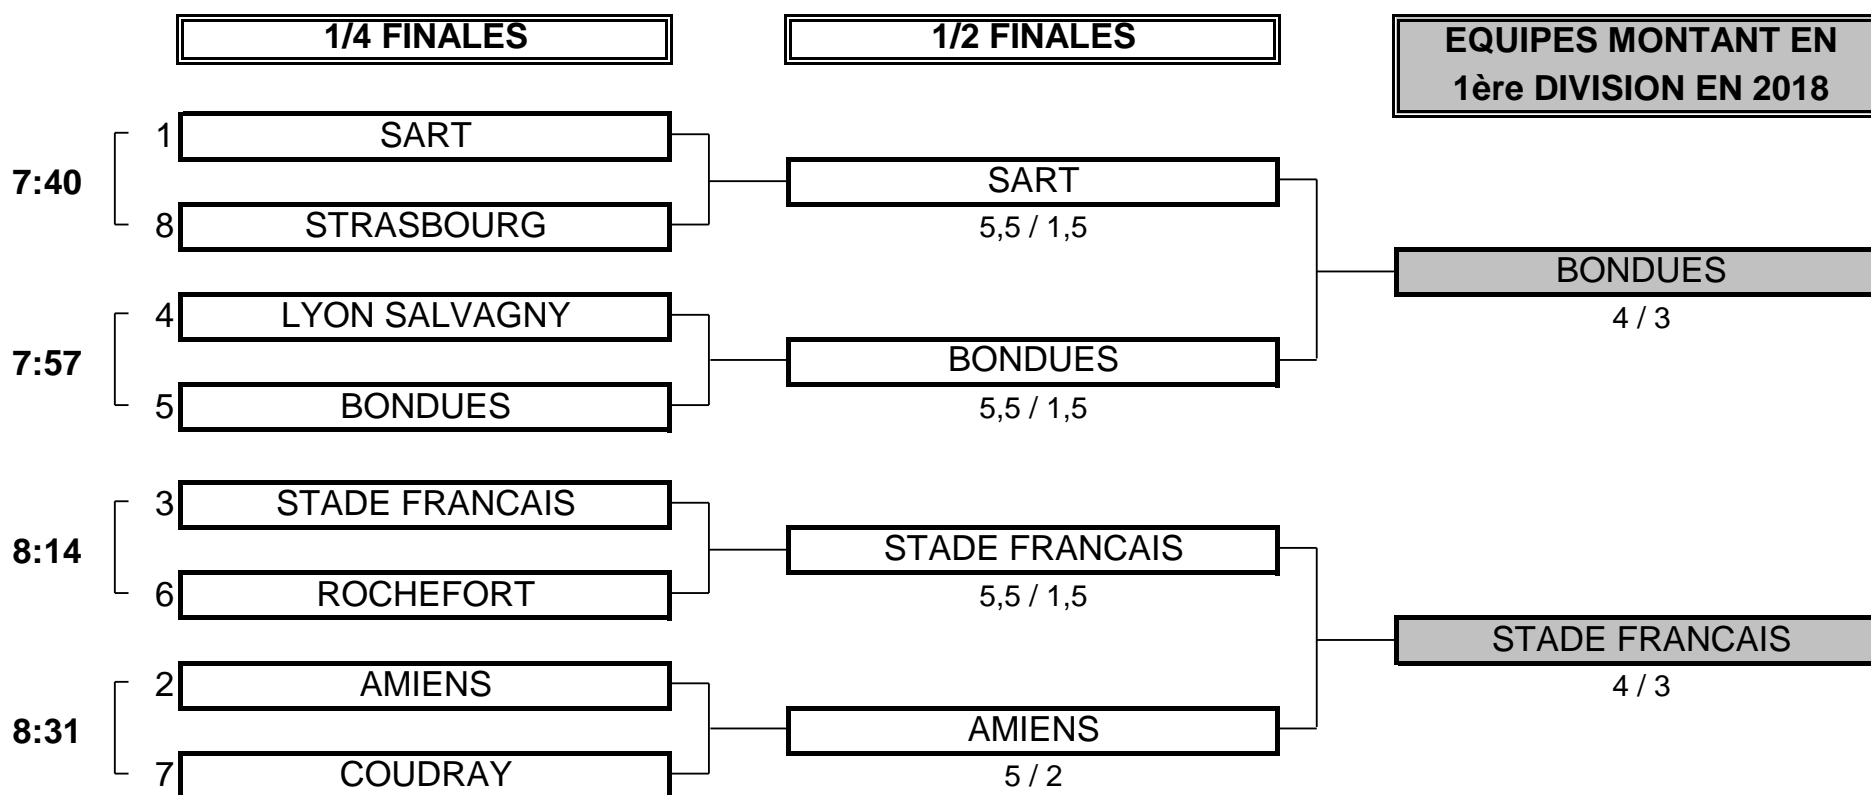 1/4 FINALES
1/2 FINALES
EQUIPES MONTANT EN
1ère DIVISION EN 2018
1 SART
7:40
SART
8 STRASBOURG
5,5 / 1,5
BONDUES
4 LYON SALVAGNY
4 / 3
7:57
BONDUES
5 BONDUES
5,5 / 1,5
3 STADE FRANCAIS
8:14
STADE FRANCAIS
6 ROCHEFORT
5,5 / 1,5
STADE FRANCAIS
2 AMIENS
4 / 3
8:31
AMIENS
7 COUDRAY
5 / 2